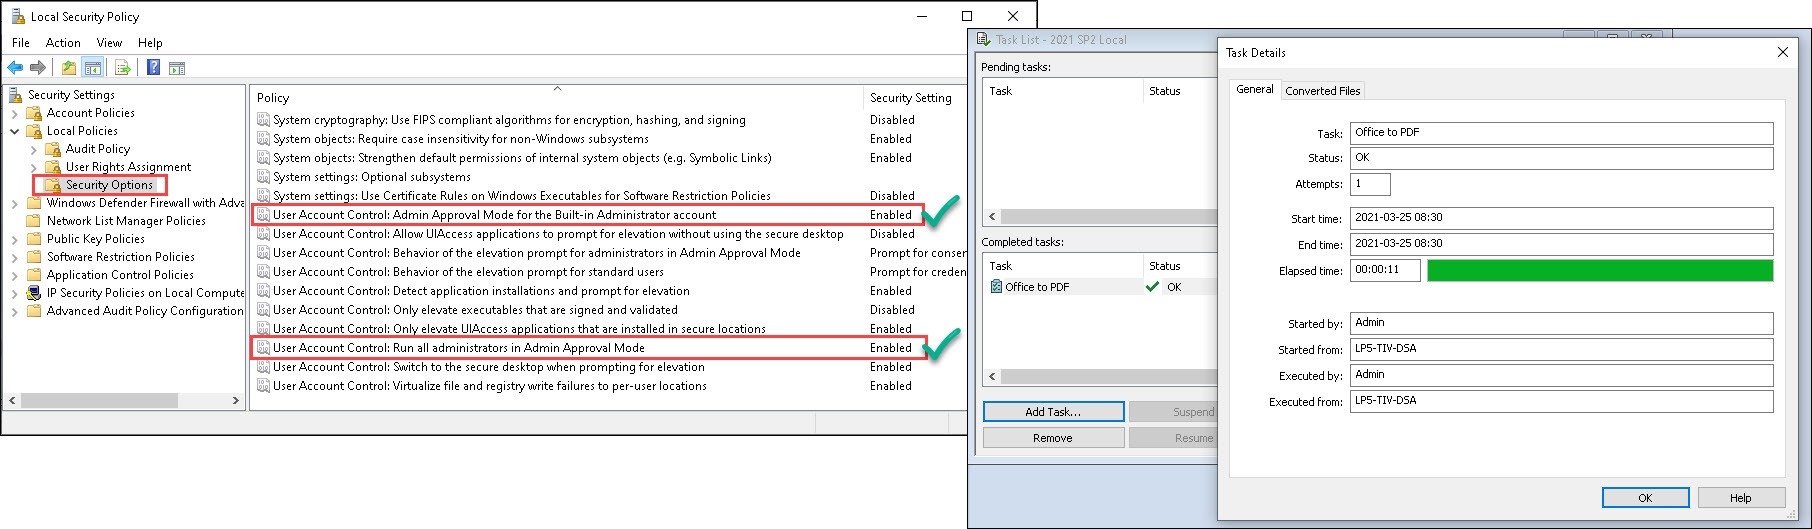 Local Security Policy
File Action View Help
Security Settings
Account Policies
Local Policies
Audit Policy
User Rights Assignment
Security Options
Windows Defender Firewall with Adva
Network List Manager Policies
Public Key Policies
Software Restriction Policies
Application Control Policies
IP Security Policies on Local Compute
Advanced Audit Policy Configuration
Policy Security Setting
System cryptography: Use FIPS compliant algorithms for encryption, hashing, and signing Disabled
System objects: Require case insensitivity for non-Windows subsystems Enabled
System objects: Strengthen default permissions of internal system objects (e.g. Symbolic Links) Enabled
System settings: Optional subsystems
System settings: Use Certificate Rules on Windows Executables for Software Restriction Policies Disabled
User Account Control: Admin Approval Mode for the Built-in Administrator account Enabled
User Account Control: Allow UIAccess applications to prompt for elevation without using the secure desktop Disabled
User Account Control: Behavior of the elevation prompt for administrators in Admin Approval Mode Prompt for conser
User Account Control: Behavior of the elevation prompt for standard users Prompt for creden
User Account Control: Detect application installations and prompt for elevation Enabled
User Account Control: Only elevate executables that are signed and validated Disabled
User Account Control: Only elevate UIAccess applications that are installed in secure locations Enabled
User Account Control: Run all administrators in Admin Approval Mode Enabled
User Account Control: Switch to the secure desktop when prompting for elevation Enabled
User Account Control: Virtualize file and registry write failures to per-user locations Enabled
Task List - 2021 SP2 Local
Pending tasks:
Task Status
Completed tasks:
Task Status
Office to PDF OK
Add Task... Suspend
Remove Resume
Task Details
General Converted Files
Task: Office to PDF
Status: OK
Attempts: 1
Start time: 2021-03-25 08:30
End time: 2021-03-25 08:30
Elapsed time: 00:00:11
Started by: Admin
Started from: LP5-TIV-DSA
Executed by: Admin
Executed from: LP5-TIV-DSA
OK Help